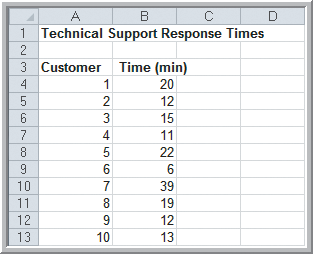 A B C D
1 Technical Support Response Times
2
3 Customer Time (min)
4 1 20
5 2 12
6 3 15
7 4 11
8 5 22
9 6 6
10 7 39
11 8 19
12 9 12
13 10 13